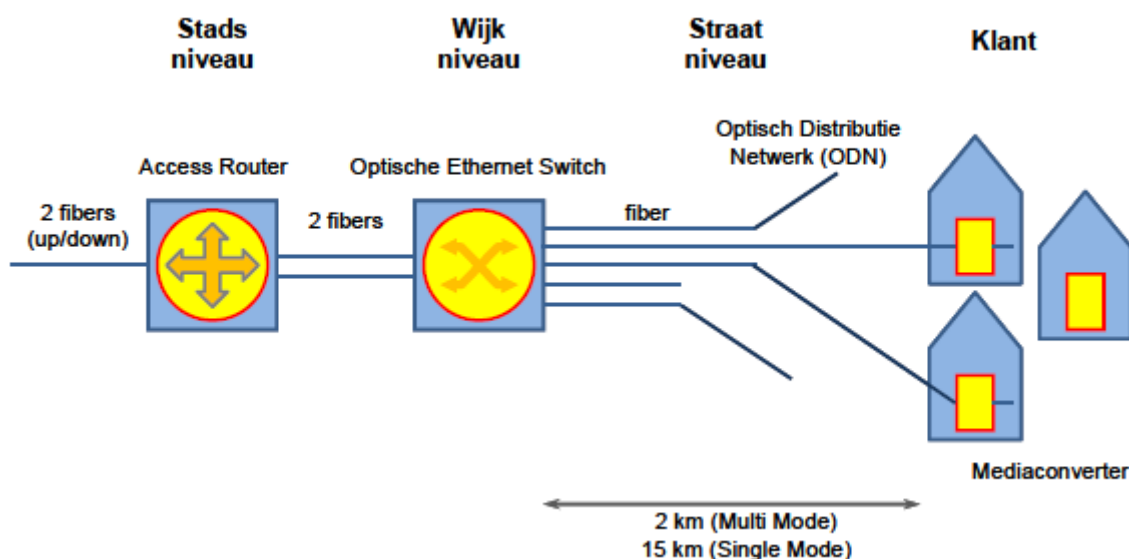 Stads
niveau
Wijk
niveau
Straat
niveau
Klant
Optisch Distributie
Netwerk (ODN)
Access Router
Optische Ethernet Switch
2 fibers
(up/down)
2 fibers
fiber
Mediaconverter
2 km (Multi Mode)
15 km (Single Mode)